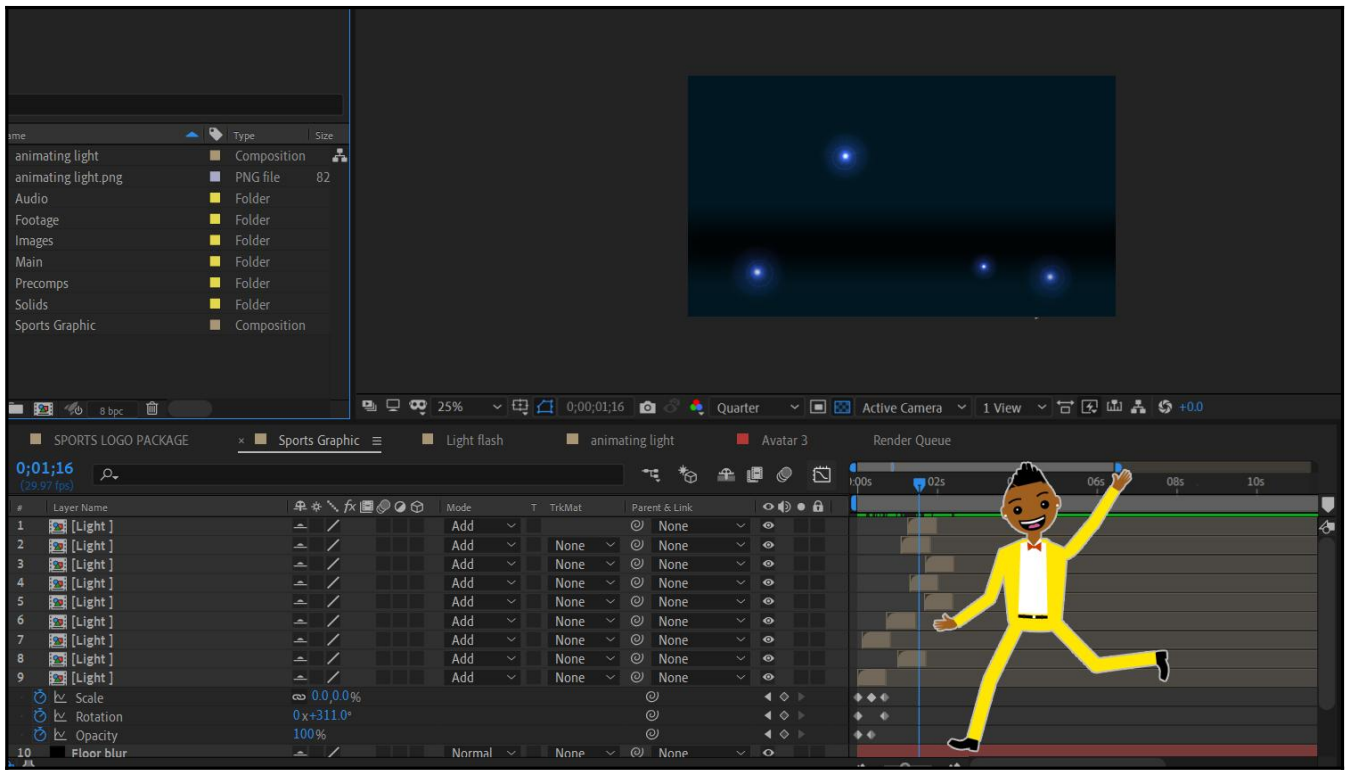 ame Type Size
animating light Composition
animating light.png PNG file 82
Audio Folder
Footage Folder
Images Folder
Main Folder
Precomps Folder
Solids Folder
Sports Graphic Composition
8 bpc 25% 0;00;01;16 Quarter Active Camera 1 View +0.0
SPORTS LOGO PACKAGE × Sports Graphic Light flash animating light Avatar 3 Render Queue
0;01;16
(29.97 fps)
:00s 02s 06s 08s 10s
# Layer Name fx Mode T TrkMat Parent & Link
1 [Light ] Add None
2 [Light ] Add None None
3 [Light ] Add None None
4 [Light ] Add None None
5 [Light ] Add None None
6 [Light ] Add None None
7 [Light ] Add None None
8 [Light ] Add None None
9 [Light ] Add None None
Scale 0.0,0.0%
Rotation 0x+311.0°
Opacity 100%
10 Floor blur Normal None None